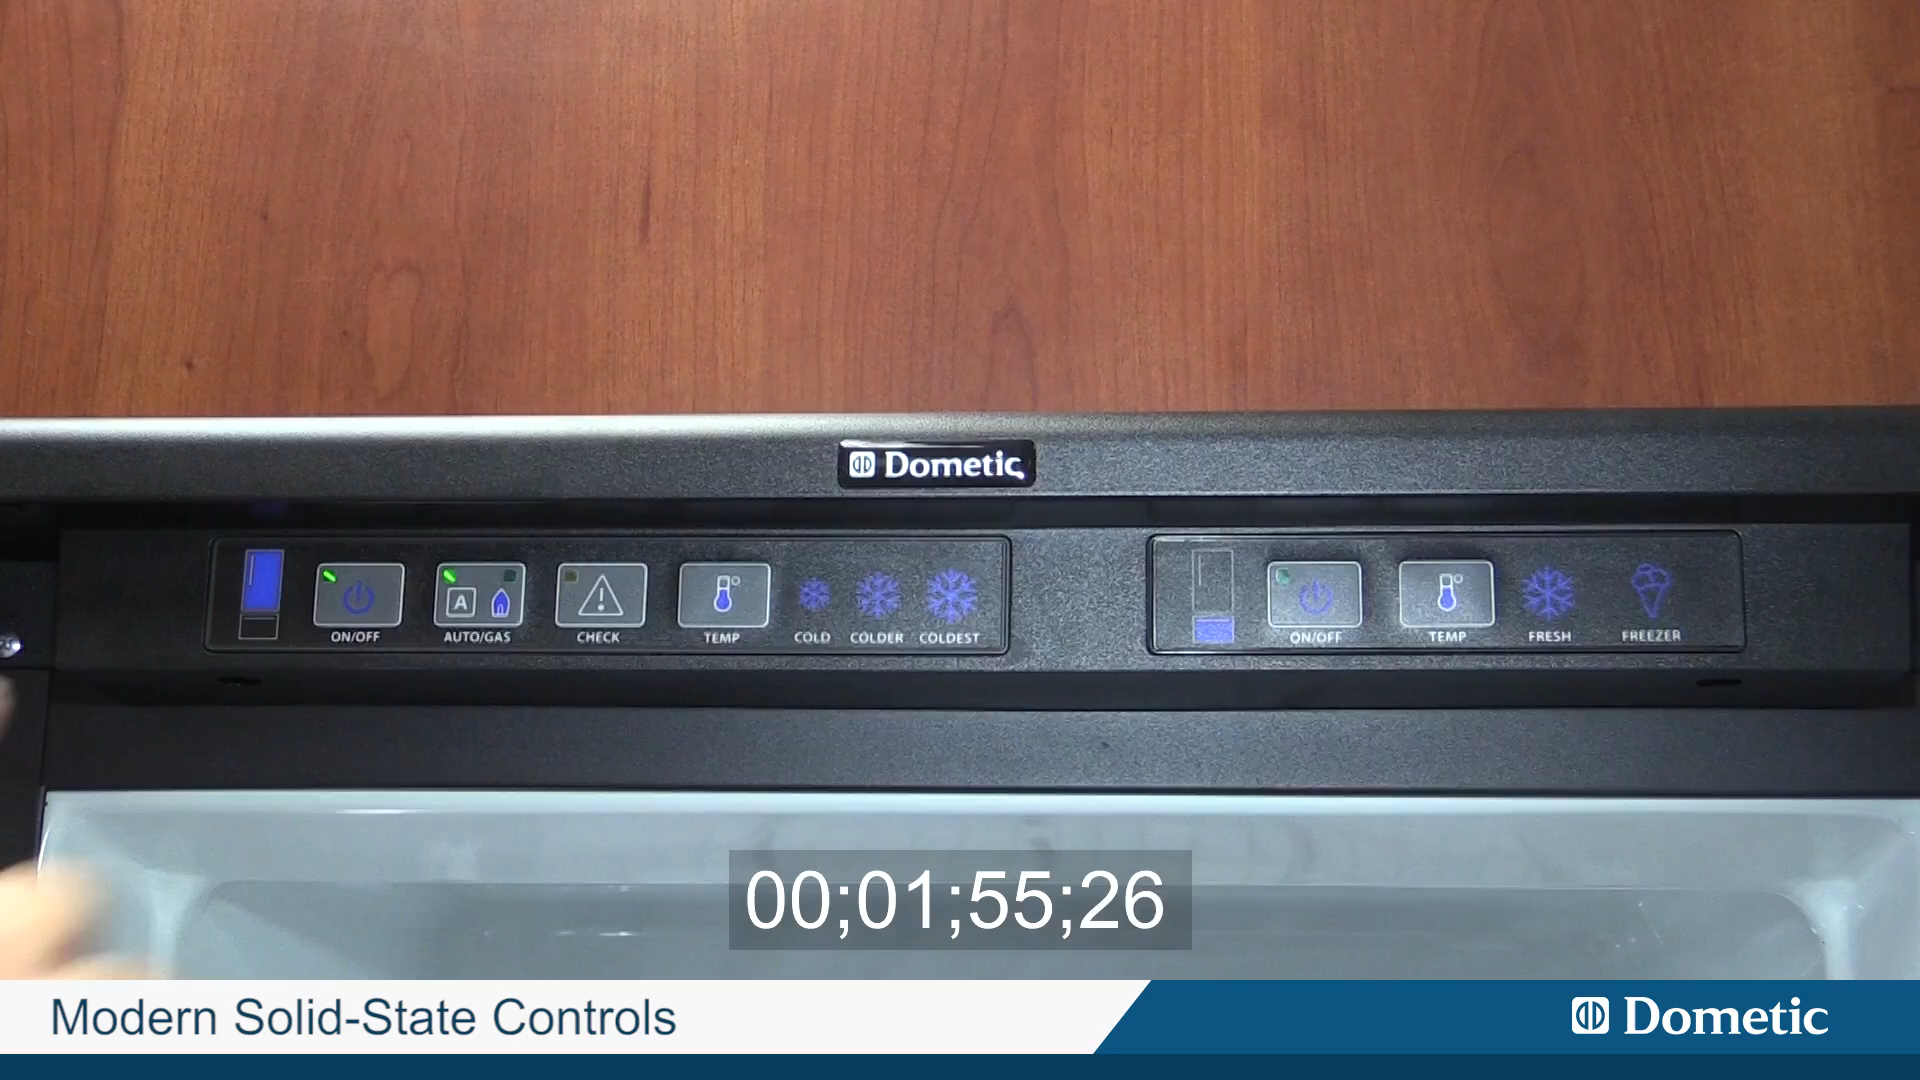 Dometic
ON/OFF
A
AUTO/GAS
CHECK
TEMP
COLD
COLDER
COLDEST
ON/OFF
TEMP
FRESH
FREEZER
00;01;55;26
Modern Solid-State Controls
Dometic